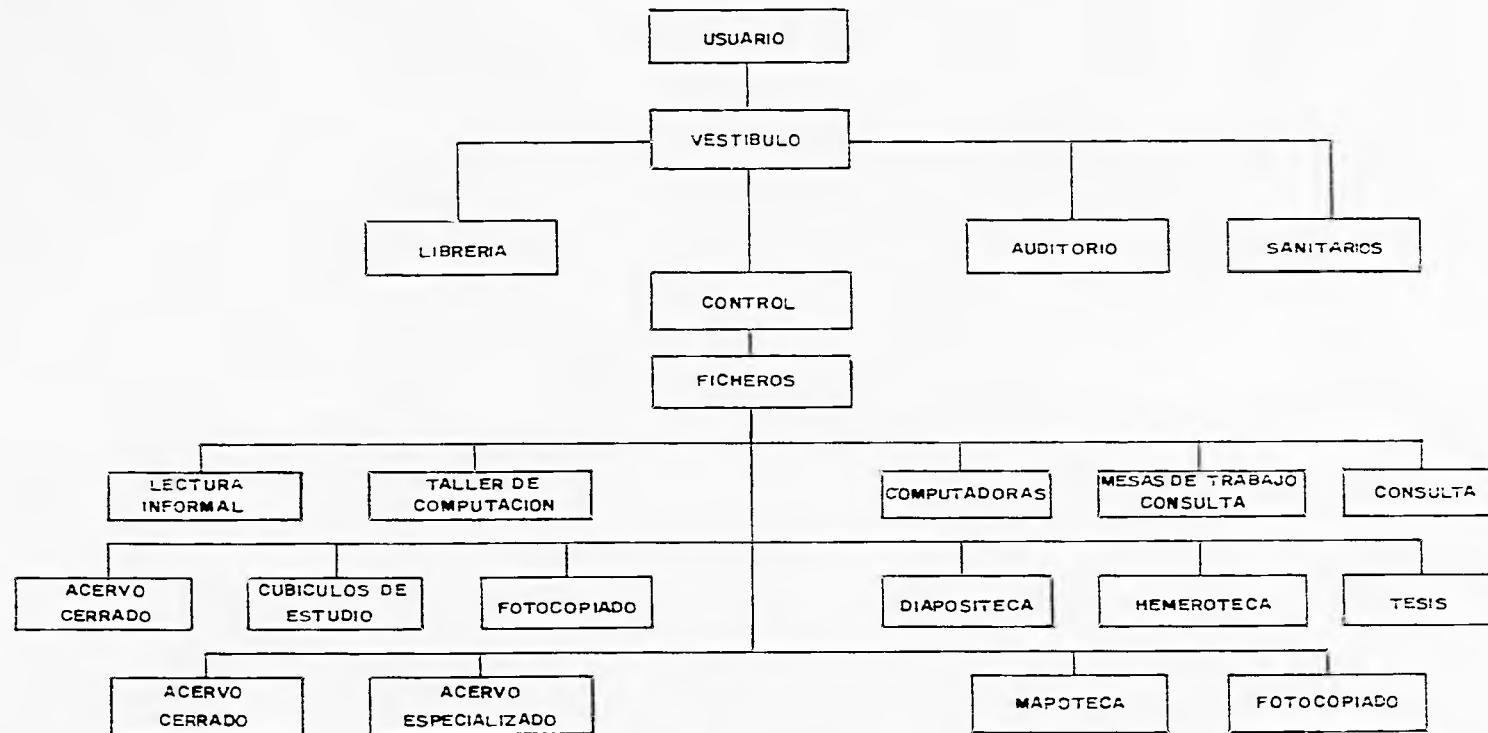 USUARIO
VESTIBULO
LIBRERIA
AUDITORIO
SANITARIOS
CONTROL
FICHEROS
LECTURA
INFORMAL
TALLER DE
COMPUTACION
COMPUTADORAS
MESAS DE TRABAJO
CONSULTA
CONSULTA
ACERVO
CERRADO
CUBICULOS DE
ESTUDIO
FOTOCOPIADO
DIAPOSITECA
HEMEROTECA
TESIS
ACERVO
CERRADO
ACERVO
ESPECIALIZADO
MAPOTECA
FOTOCOPIADO